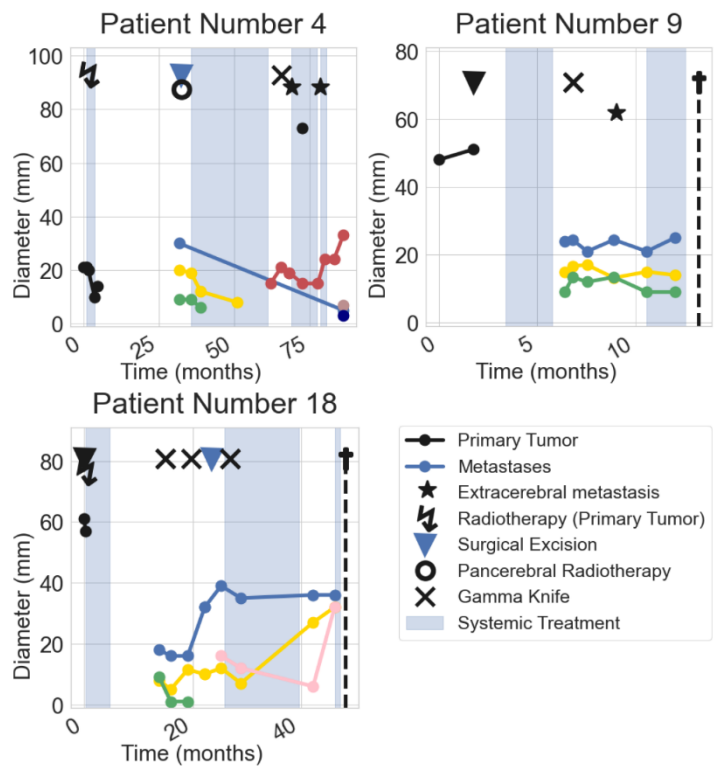 Patient Number 4
Diameter (mm)
100
80
60
40
20
0
0
25
50
75
Time (months)
Patient Number 9
Diameter (mm)
80
60
40
20
0
0
5
10
Time (months)
Patient Number 18
Diameter (mm)
80
60
40
20
0
0
20
40
Time (months)
Primary Tumor
Metastases
Extracerebral metastasis
Radiotherapy (Primary Tumor)
Surgical Excision
Pancerebral Radiotherapy
Gamma Knife
Systemic Treatment